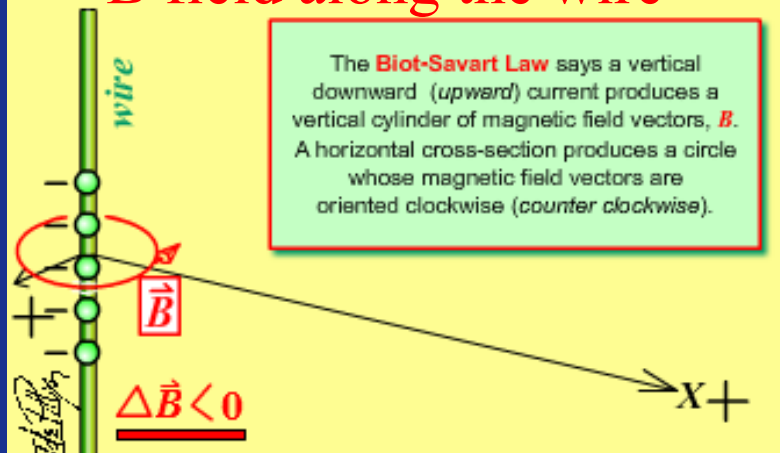 B field along the wire
wire
The Biot-Savart Law says a vertical
downward (upward) current produces a
vertical cylinder of magnetic field vectors, B.
A horizontal cross-section produces a circle
whose magnetic field vectors are
oriented clockwise (counter clockwise).
−
−
−
−
−
+
B⃗
X+
△B⃗<0